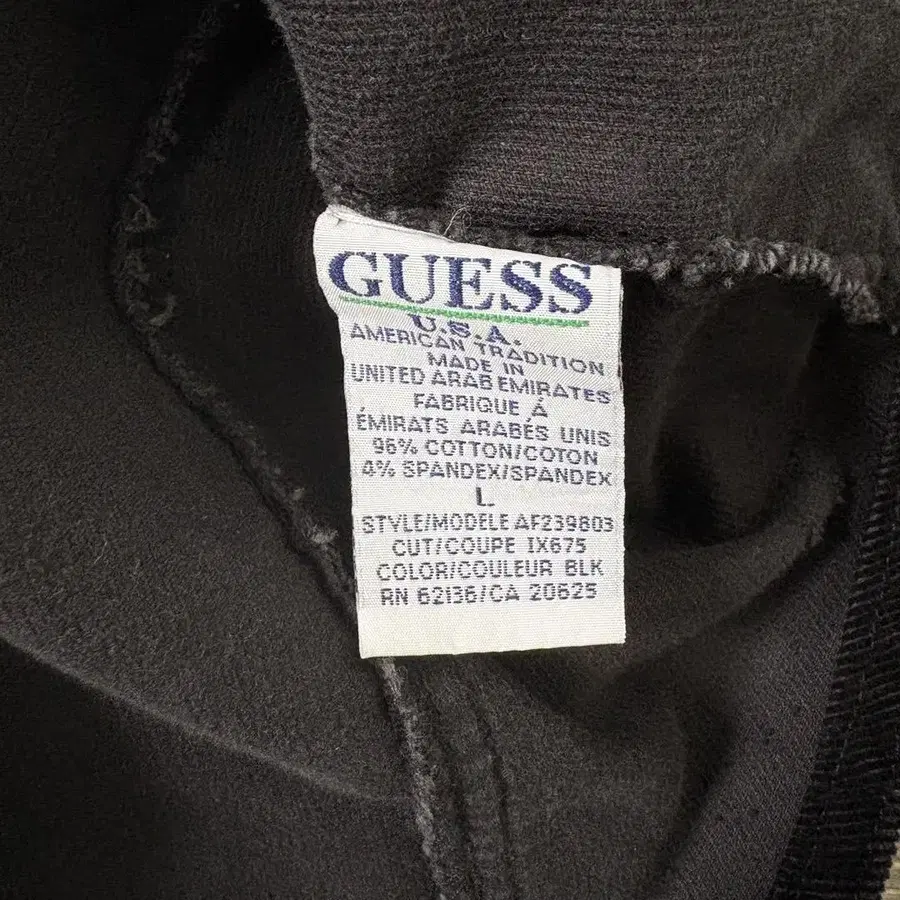 GUESS
U.S.A.
AMERICAN TRADITION
MADE IN
UNITED ARAB EMIRATES
FABRIQUE Á
ÉMIRATS ARABÉS UNIS
96% COTTON/COTON
4% SPANDEX/SPANDEX
L
STYLE/MODELE AF239803
CUT/COUPE IX675
COLOR/COULEUR BLK
RN 62136/CA 20625